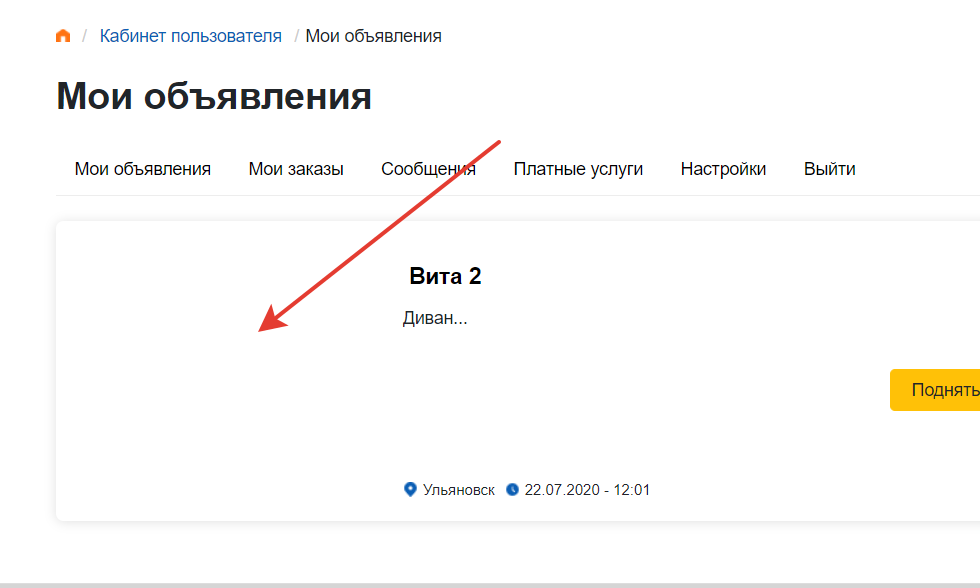 / Кабинет пользователя / Мои объявления
Мои объявления
Мои объявления Мои заказы Сообщения Платные услуги Настройки Выйти
Вита 2
Диван...
Поднять
Ульяновск 22.07.2020 - 12:01